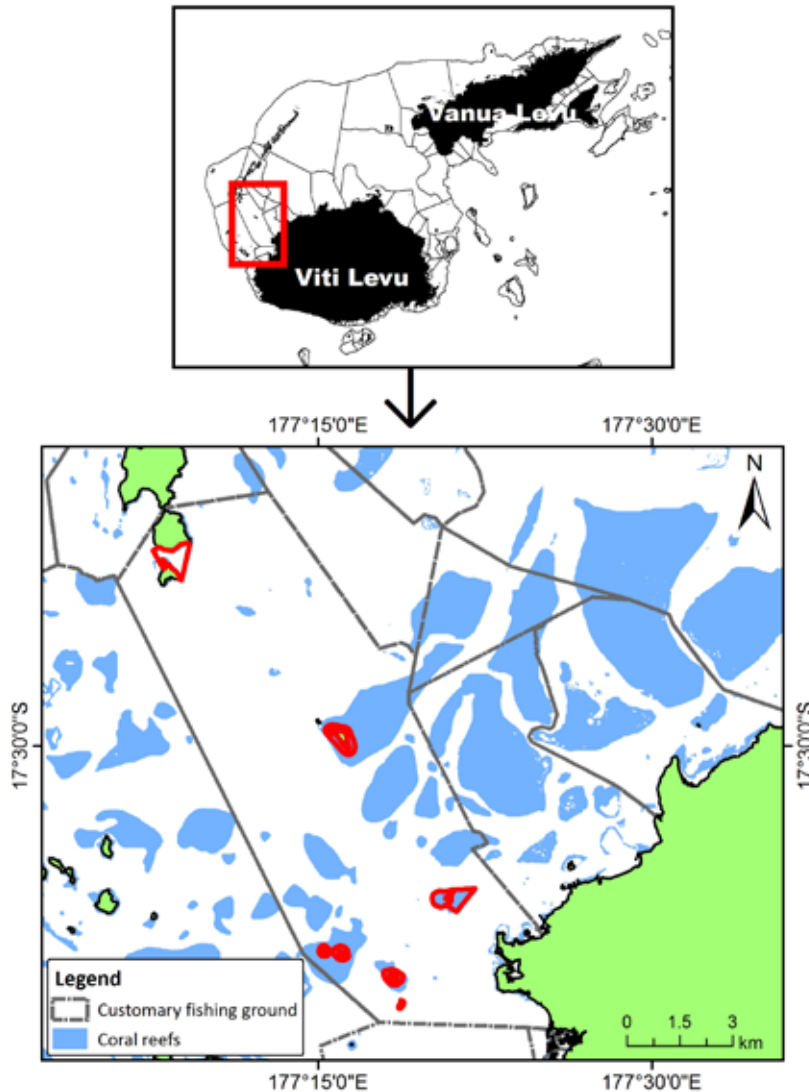 Vanua Levu
Viti Levu
177°15'0"E 177°30'0"E
N
17°30'0"S 17°30'0"S
Legend
Customary fishing ground
Coral reefs
0 1.5 3
km
177°15'0"E 177°30'0"E